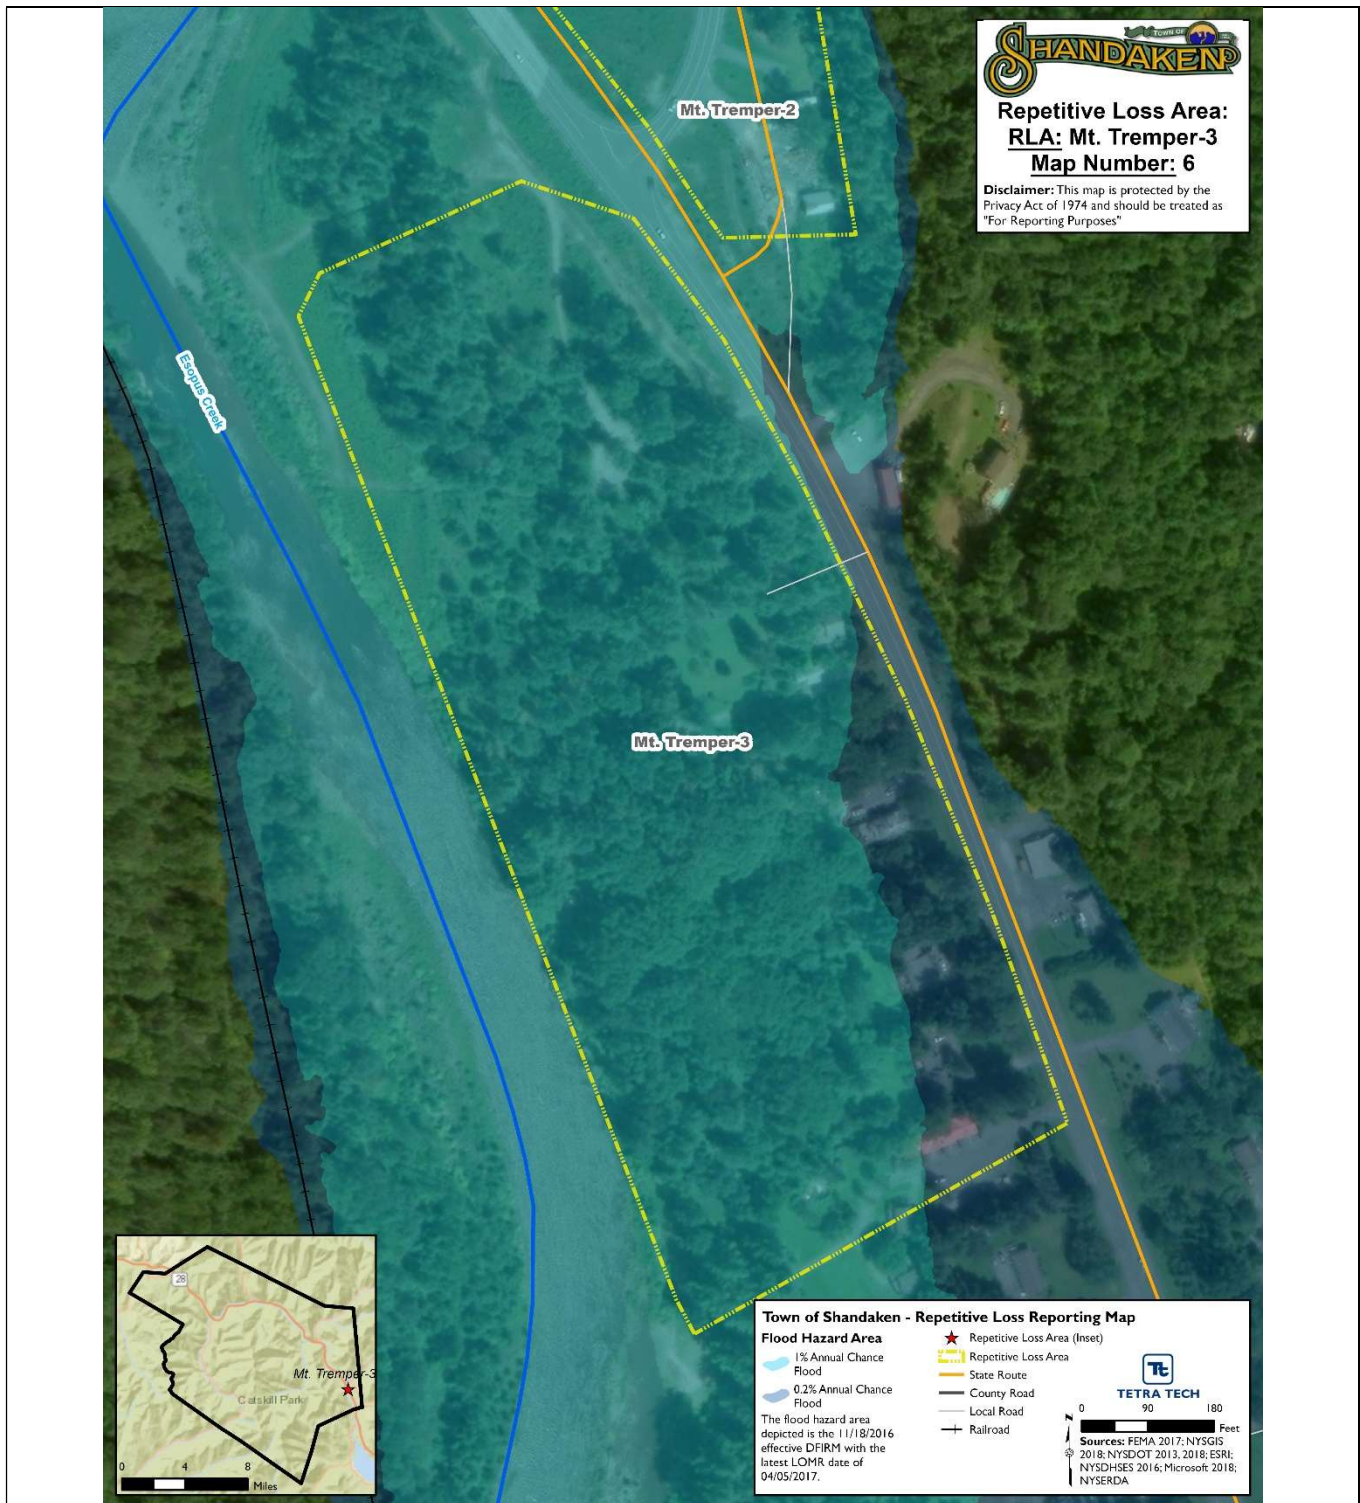 TOWN OF
SHANDAKEN
Repetitive Loss Area:
RLA: Mt. Tremper-3
Map Number: 6
Disclaimer: This map is protected by the
Privacy Act of 1974 and should be treated as
"For Reporting Purposes"
Mt. Tremper-2
Esopus Creek
Mt. Tremper-3
28
Mt. Tremper-3
Catskill Park
0 4 8
Miles
Town of Shandaken - Repetitive Loss Reporting Map
Flood Hazard Area
1% Annual Chance
Flood
0.2% Annual Chance
Flood
The flood hazard area
depicted is the 11/18/2016
effective DFIRM with the
latest LOMR date of
04/05/2017.
Repetitive Loss Area (Inset)
Repetitive Loss Area
State Route
County Road
Local Road
Railroad
N
Tt
TETRA TECH
0 90 180
Feet
Sources: FEMA 2017; NYSGIS
2018; NYSDOT 2013, 2018; ESRI;
NYSDHSES 2016; Microsoft 2018;
NYSERDA